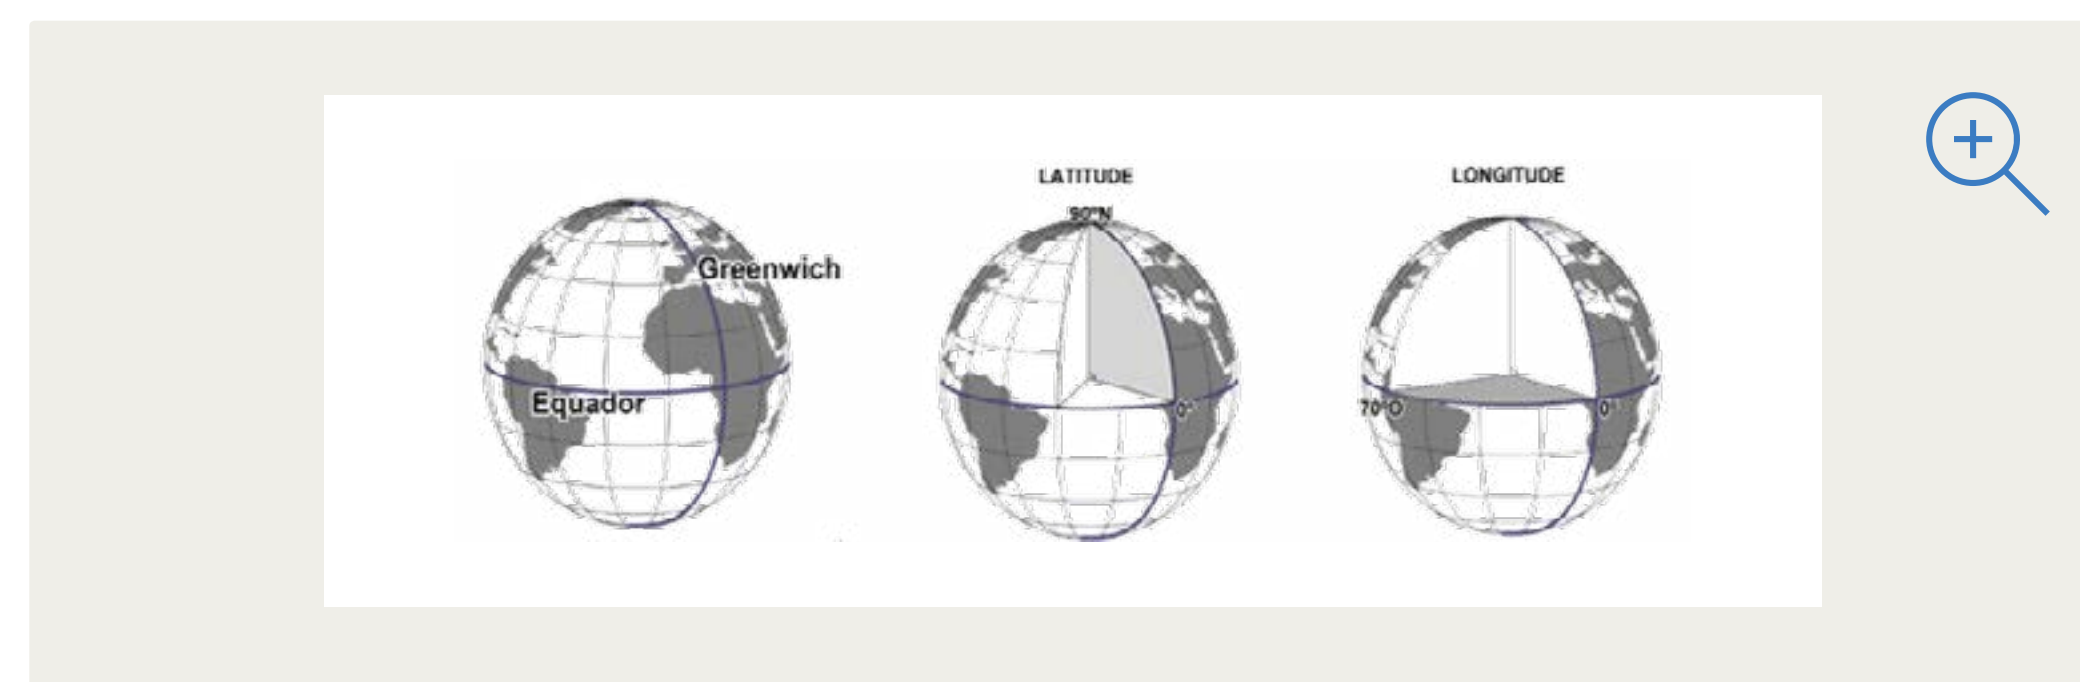 Greenwich
Equador
LATITUDE
90°N
0°
LONGITUDE
70°O
0°